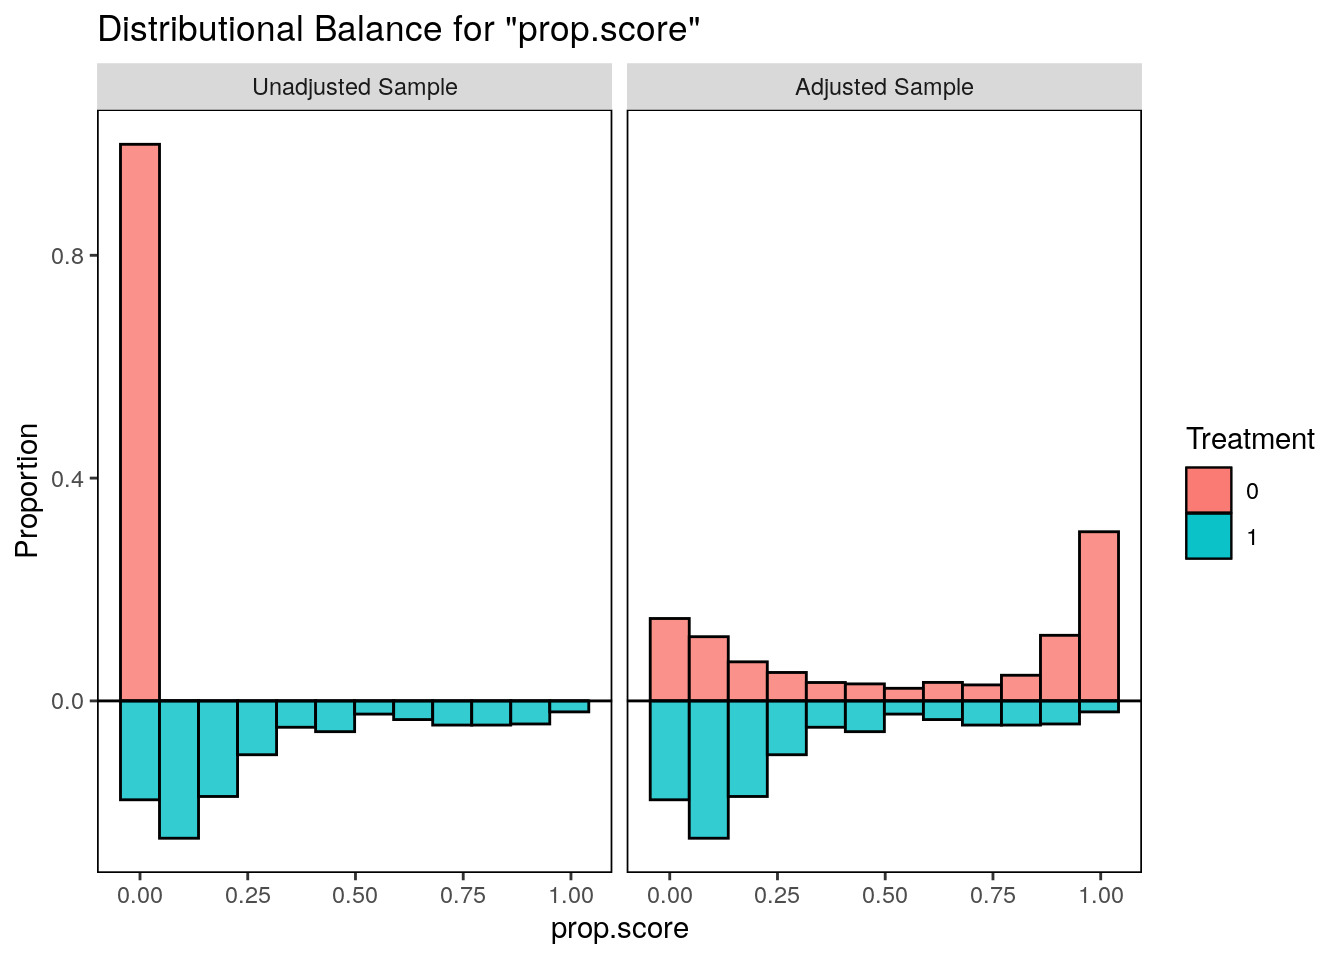 Distributional Balance for "prop.score"
Unadjusted Sample
Adjusted Sample
Proportion
0.8
0.4
0.0
0.00 0.25 0.50 0.75 1.00
0.00 0.25 0.50 0.75 1.00
prop.score
Treatment
0
1